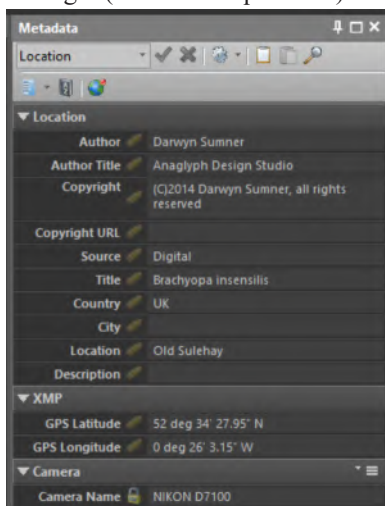 Metadata
Location
Location
Author Darwyn Sumner
Author Title Anaglyph Design Studio
Copyright (C)2014 Darwyn Sumner, all rights
reserved
Copyright URL
Source Digital
Title Brachyopa insensilis
Country UK
City
Location Old Sulehay
Description
XMP
GPS Latitude 52 deg 34' 27.95" N
GPS Longitude 0 deg 26' 3.15" W
Camera
Camera Name NIKON D7100